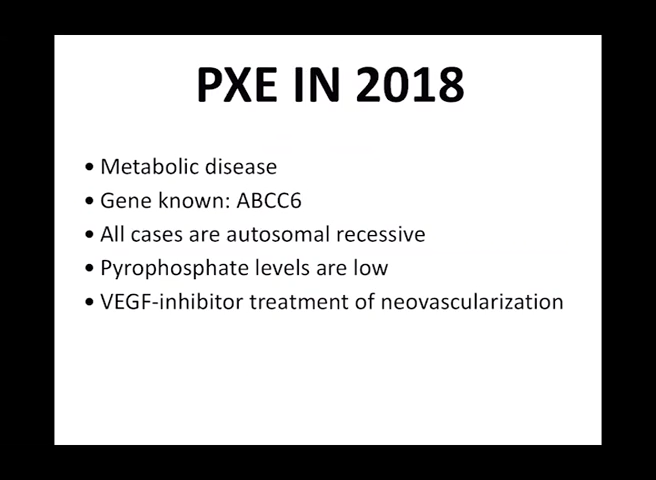 PXE IN 2018
• Metabolic disease
• Gene known: ABCC6
• All cases are autosomal recessive
• Pyrophosphate levels are low
• VEGF-inhibitor treatment of neovascularization